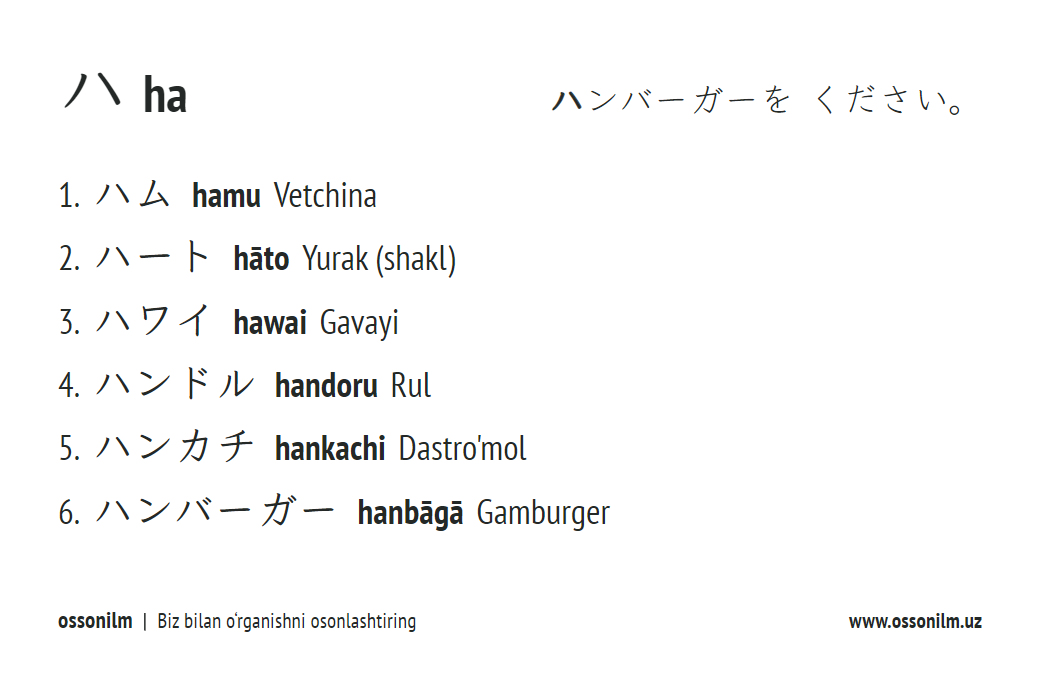 ハ ha
ハンバーガーを ください。
1. ハム hamu Vetchina
2. ハート hāto Yurak (shakl)
3. ハワイ hawai Gavayi
4. ハンドル handoru Rul
5. ハンカチ hankachi Dastro'mol
6. ハンバーガー hanbāgā Gamburger
ossonilm | Biz bilan o‘rganishni osonlashtiring
www.ossonilm.uz